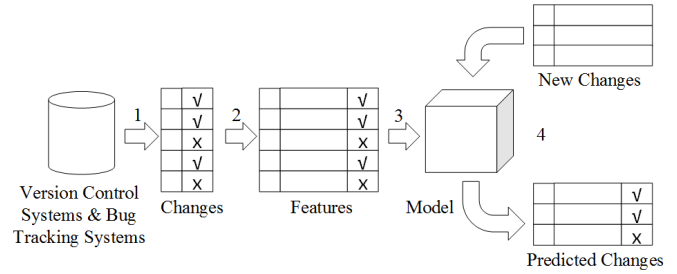 New Changes
1
2
3
4
√
√
X
√
X
√
√
X
√
X
Version Control
Systems & Bug
Tracking Systems
Changes
Features
Model
√
√
X
Predicted Changes